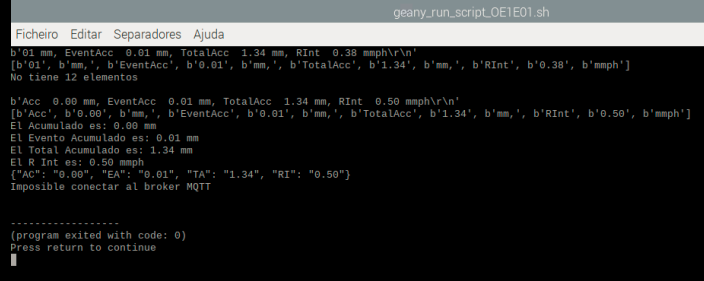 geany_run_script_OE1E01.sh
Ficheiro Editar Separadores Ajuda
b'01 mm, EventAcc  0.01 mm, TotalAcc  1.34 mm, RInt  0.38 mmph\r\n'
[b'01', b'mm,', b'EventAcc', b'0.01', b'mm,', b'TotalAcc', b'1.34', b'mm,', b'RInt', b'0.38', b'mmph']
No tiene 12 elementos
b'Acc  0.00 mm, EventAcc  0.01 mm, TotalAcc  1.34 mm, RInt  0.50 mmph\r\n'
[b'Acc', b'0.00', b'mm,', b'EventAcc', b'0.01', b'mm,', b'TotalAcc', b'1.34', b'mm,', b'RInt', b'0.50', b'mmph']
El Acumulado es: 0.00 mm
El Evento Acumulado es: 0.01 mm
El Total Acumulado es: 1.34 mm
El R Int es: 0.50 mmph
{"AC": "0.00", "EA": "0.01", "TA": "1.34", "RI": "0.50"}
Imposible conectar al broker MQTT
------------------
(program exited with code: 0)
Press return to continue